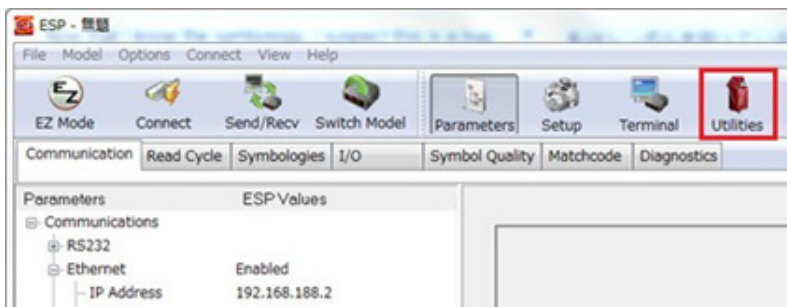 ESP - 無題
File Model Options Connect View Help
EZ Mode Connect Send/Recv Switch Model Parameters Setup Terminal Utilities
Communication Read Cycle Symbologies I/O Symbol Quality Matchcode Diagnostics
Parameters ESP Values
Communications
RS232
Ethernet Enabled
IP Address 192.168.188.2